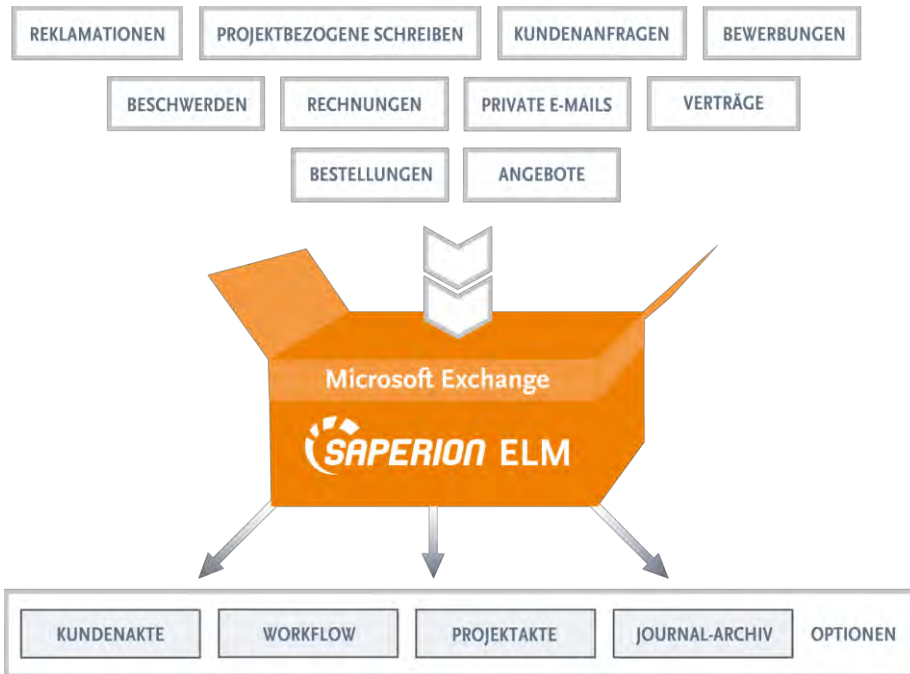 REKLAMATIONEN
PROJEKTBEZOGENE SCHREIBEN
KUNDENANFRAGEN
BEWERBUNGEN
BESCHWERDEN
RECHNUNGEN
PRIVATE E-MAILS
VERTRÄGE
BESTELLUNGEN
ANGEBOTE
Microsoft Exchange
SAPERION ELM
KUNDENAKTE
WORKFLOW
PROJEKTAKTE
JOURNAL-ARCHIV
OPTIONEN